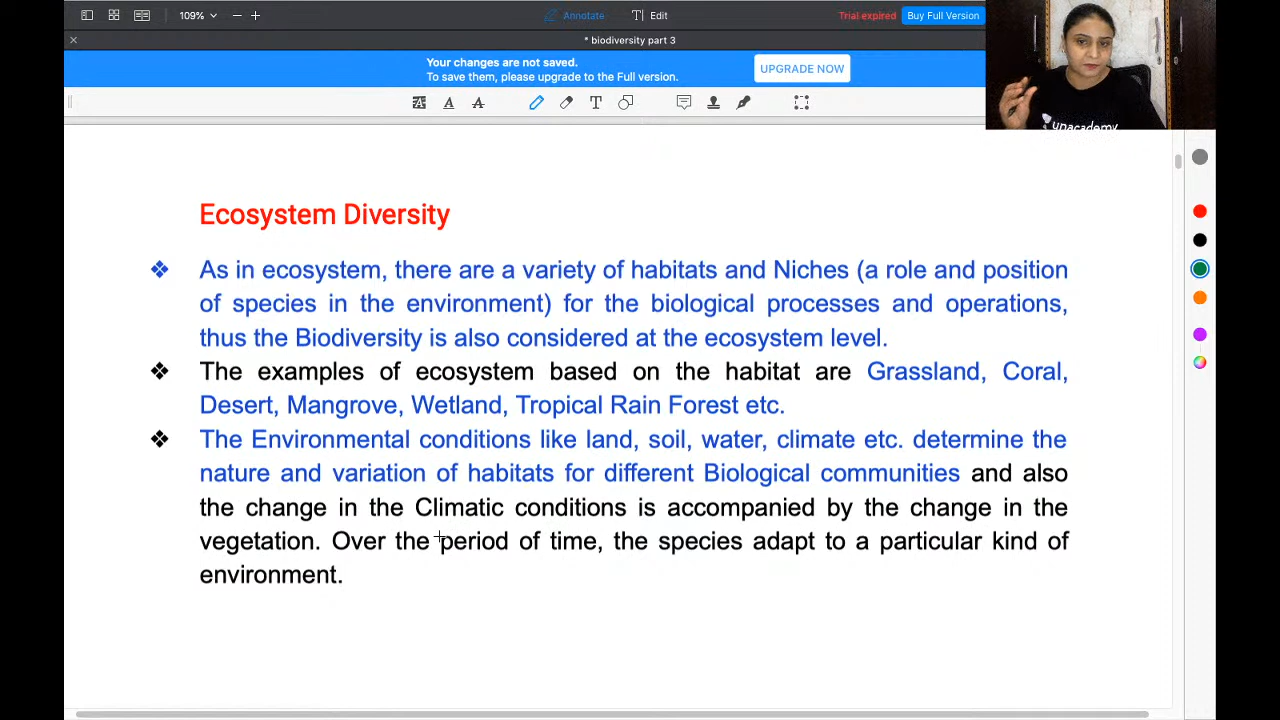 109%
Annotate
Edit
Trial expired
Buy Full Version
* biodiversity part 3
Your changes are not saved.
To save them, please upgrade to the Full version.
UPGRADE NOW
unacademy
Ecosystem Diversity
As in ecosystem, there are a variety of habitats and Niches (a role and position
of species in the environment) for the biological processes and operations,
thus the Biodiversity is also considered at the ecosystem level.
The examples of ecosystem based on the habitat are Grassland, Coral,
Desert, Mangrove, Wetland, Tropical Rain Forest etc.
The Environmental conditions like land, soil, water, climate etc. determine the
nature and variation of habitats for different Biological communities and also
the change in the Climatic conditions is accompanied by the change in the
vegetation. Over the period of time, the species adapt to a particular kind of
environment.